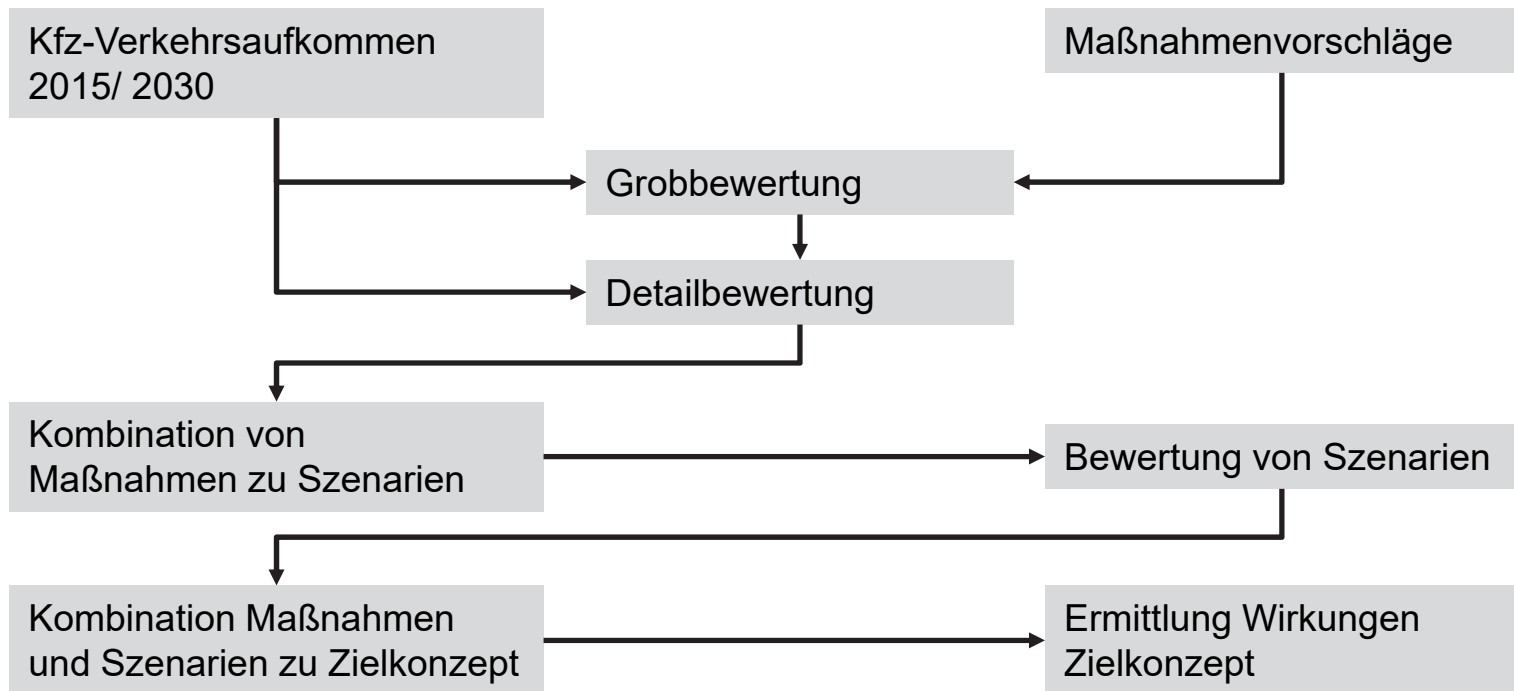 Kfz-Verkehrsaufkommen
2015/ 2030
Maßnahmenvorschläge
Grobbewertung
Detailbewertung
Kombination von
Maßnahmen zu Szenarien
Bewertung von Szenarien
Kombination Maßnahmen
und Szenarien zu Zielkonzept
Ermittlung Wirkungen
Zielkonzept